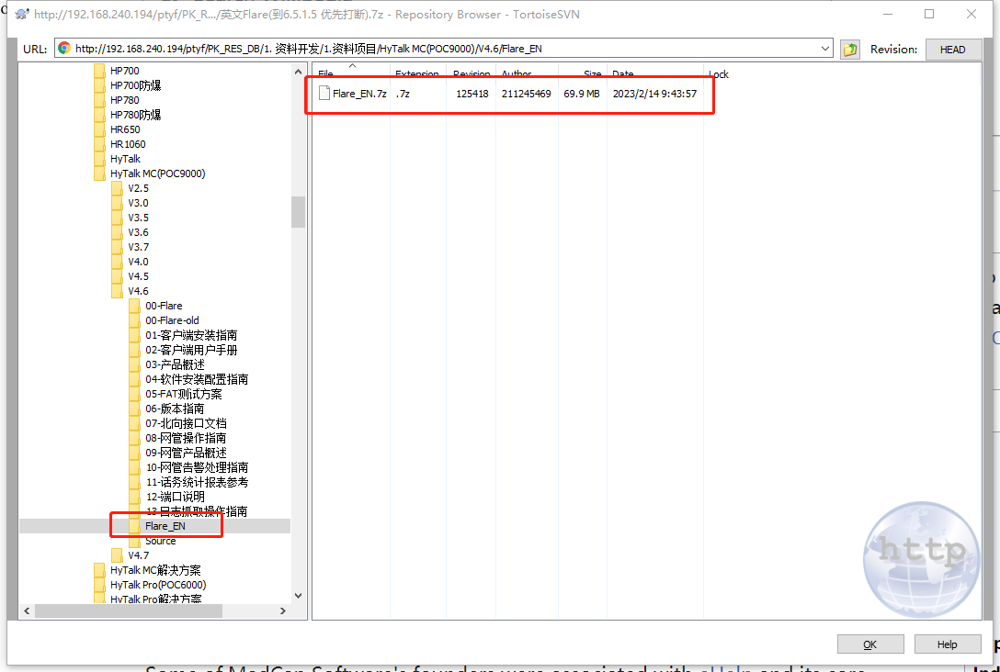 http://192.168.240.194/ptyf/PK_R.../英文Flare(到6.5.1.5 优先打断).7z - Repository Browser - TortoiseSVN
URL: http://192.168.240.194/ptyf/PK_RES_DB/1. 资料开发/1.资料项目/HyTalk MC(POC9000)/V4.6/Flare_EN Revision: HEAD
File Extension Revision Author Size Date Lock
Flare_EN.7z .7z 125418 211245469 69.9 MB 2023/2/14 9:43:57
HP700
HP700防爆
HP780
HP780防爆
HR650
HR1060
HyTalk
HyTalk MC(POC9000)
V2.5
V3.0
V3.5
V3.6
V3.7
V4.0
V4.5
V4.6
00-Flare
00-Flare-old
01-客户端安装指南
02-客户端用户手册
03-产品概述
04-软件安装配置指南
05-FAT测试方案
06-版本指南
07-北向接口文档
08-网管操作指南
09-网管产品概述
10-网管告警处理指南
11-话务统计报表参考
12-端口说明
13-日志抓取操作指南
Flare_EN
Source
V4.7
HyTalk MC解决方案
HyTalk Pro(POC6000)
HyTalk Pro解决方案
http
OK Help
Some of MadCap Software's founders were associated with eHelp and its core